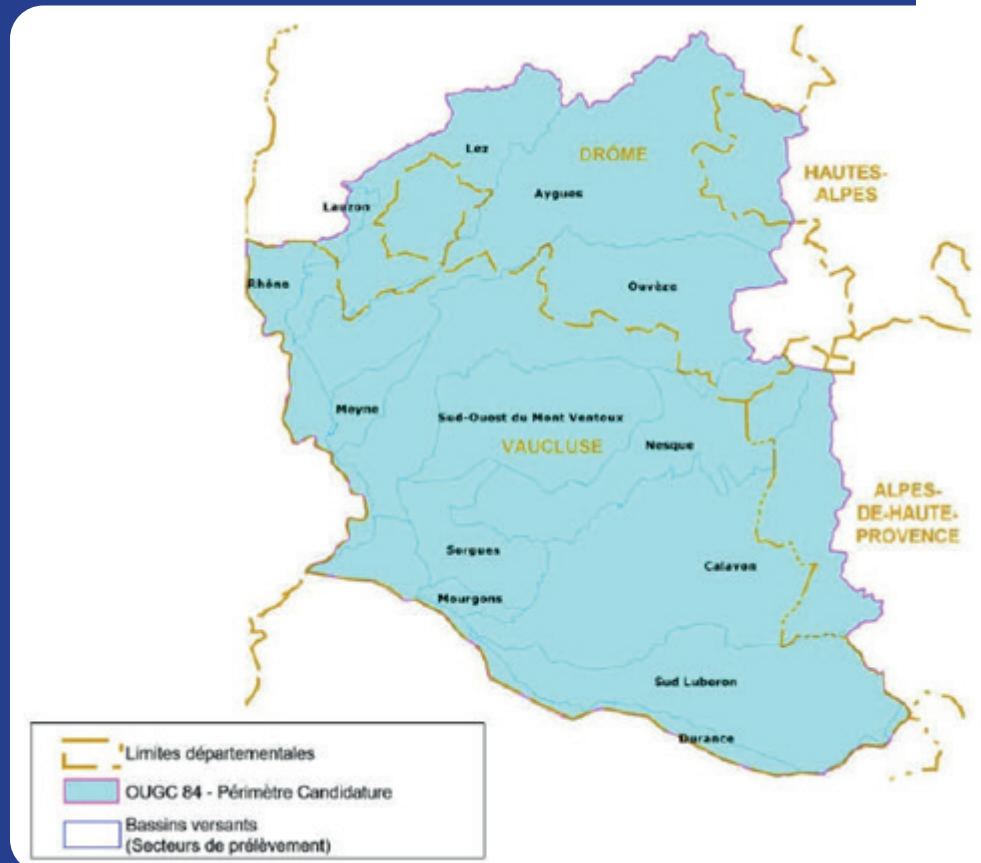 Lez
DRÔME
HAUTES-
ALPES
Aygues
Lauzon
Rhône
Ouvèze
Meyne
Sud-Ouest du Mont Ventoux
VAUCLUSE
Nesque
ALPES-
DE-HAUTE-
PROVENCE
Sorgues
Calavon
Mourgons
Sud Luberon
Durance
Limites départementales
OUGC 84 - Périmètre Candidature
Bassins versants
(Secteurs de prélèvement)